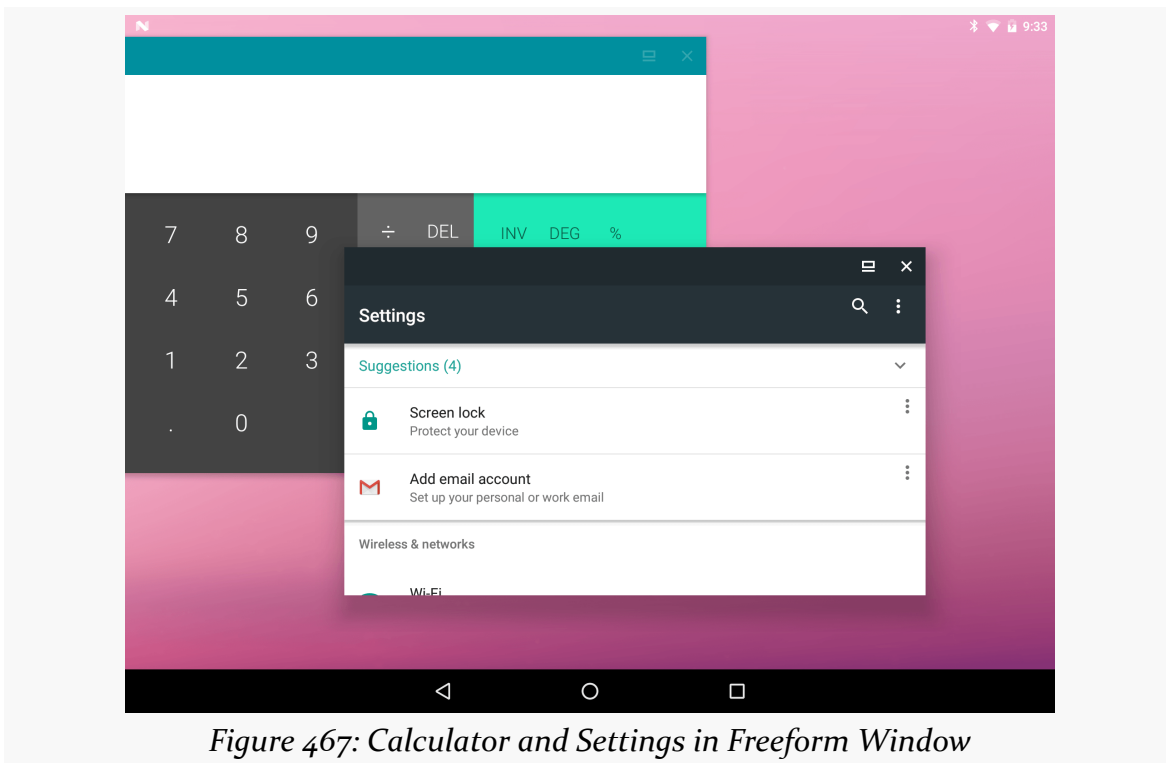 N
9:33
7 8 9 ÷ DEL INV DEG %
4 5 6
1 2 3
. 0
Settings
Suggestions (4)
Screen lock
Protect your device
Add email account
Set up your personal or work email
Wireless & networks
Wi-Fi
Figure 467: Calculator and Settings in Freeform Window